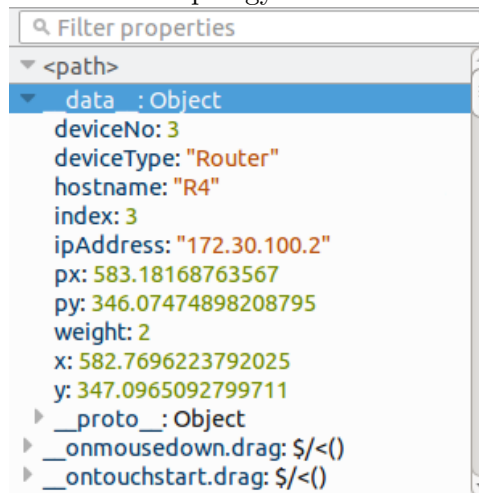 Filter properties
<path>
__data__: Object
deviceNo: 3
deviceType: "Router"
hostname: "R4"
index: 3
ipAddress: "172.30.100.2"
px: 583.18168763567
py: 346.07474898208795
weight: 2
x: 582.7696223792025
y: 347.0965092799711
__proto__: Object
__onmousedown.drag: $/<()
__ontouchstart.drag: $/<()